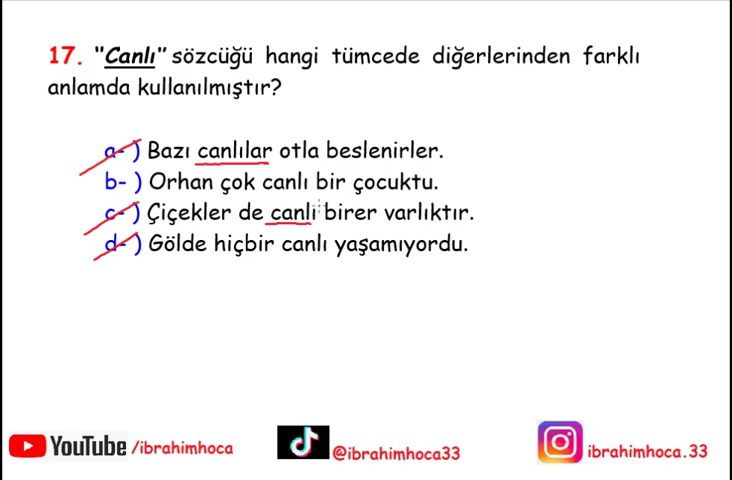 17. "Canlı" sözcüğü hangi tümcede diğerlerinden farklı
anlamda kullanılmıştır?
a- ) Bazı canlılar otla beslenirler.
b- ) Orhan çok canlı bir çocuktu.
c- ) Çiçekler de canlı birer varlıktır.
d- ) Gölde hiçbir canlı yaşamıyordu.
YouTube /ibrahimhoca @ibrahimhoca33 ibrahimhoca.33